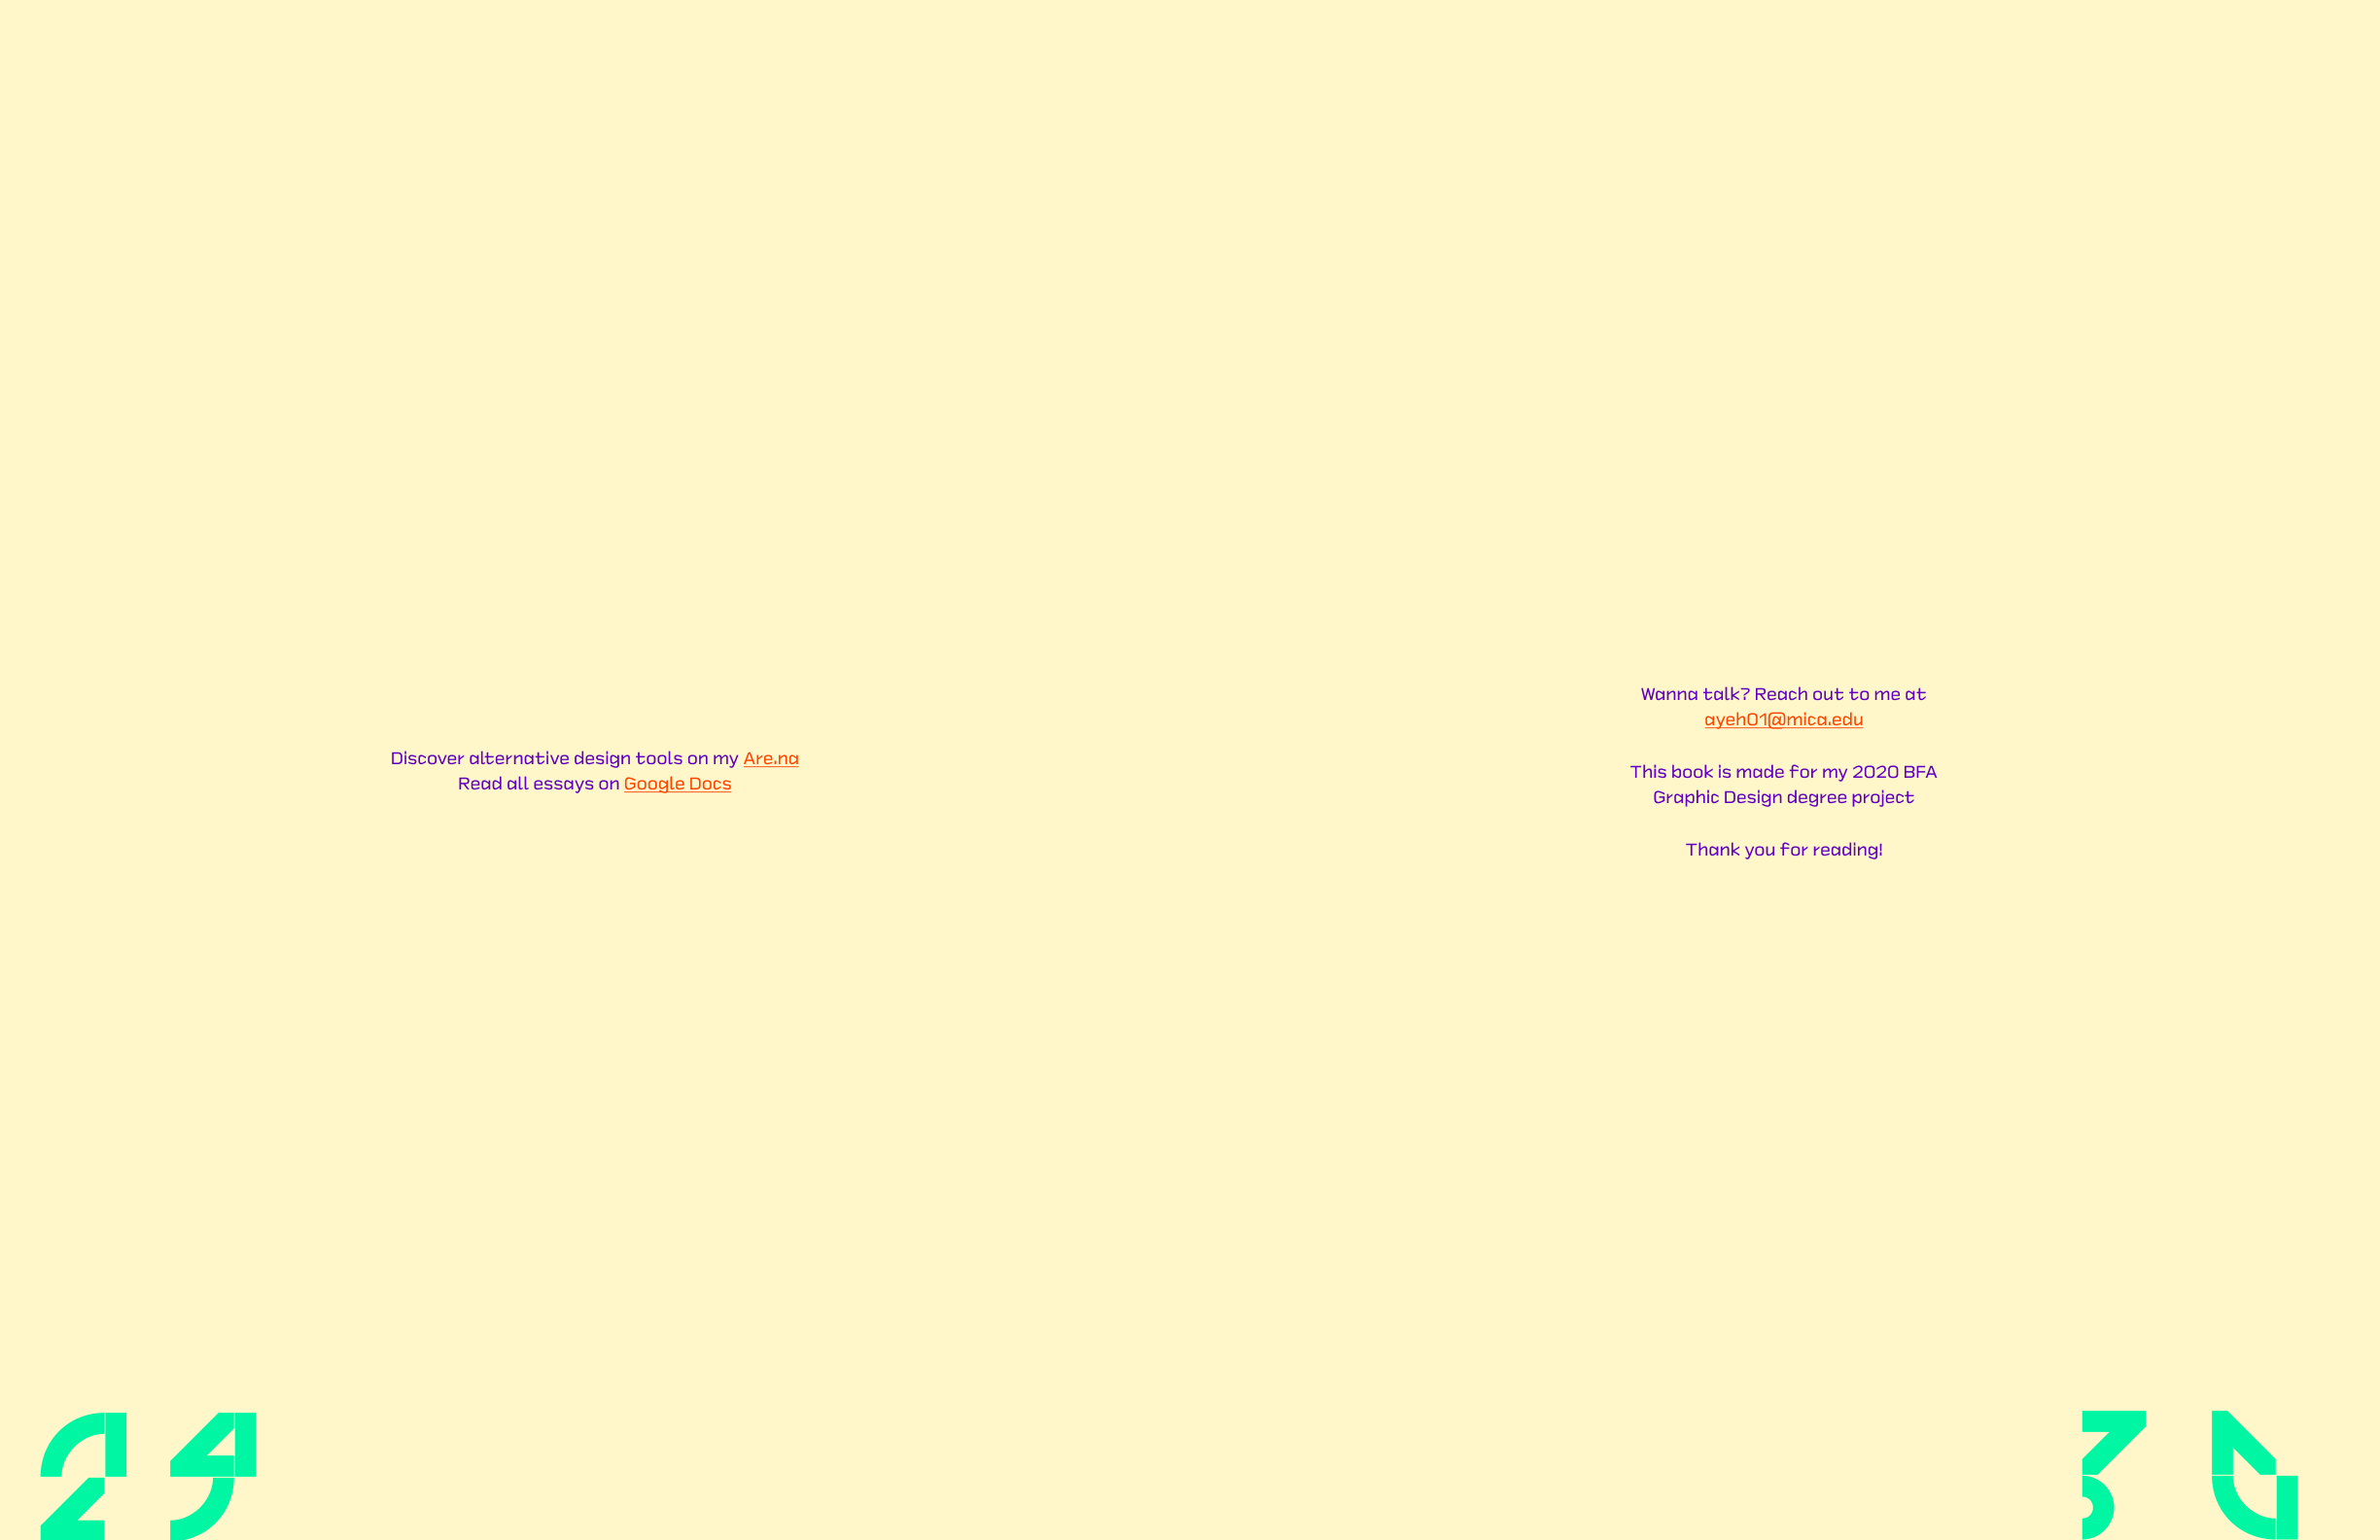 Discover alternative design tools on my Are.na
Read all essays on Google Docs
Wanna talk? Reach out to me at
ayeh01@mica.edu
This book is made for my 2020 BFA
Graphic Design degree project
Thank you for reading!
29
30